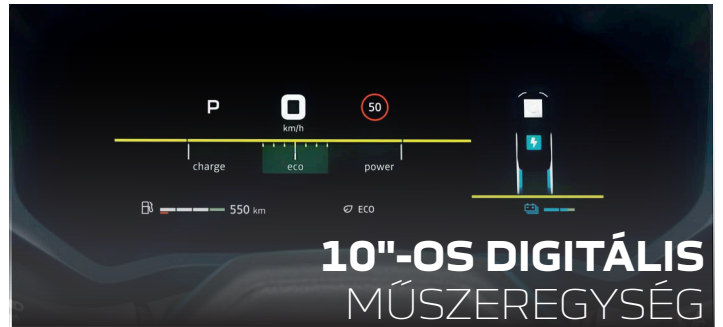 P 0 50
km/h
charge eco power
550 km ECO
10"-OS DIGITÁLIS
MŰSZEREGYSÉG